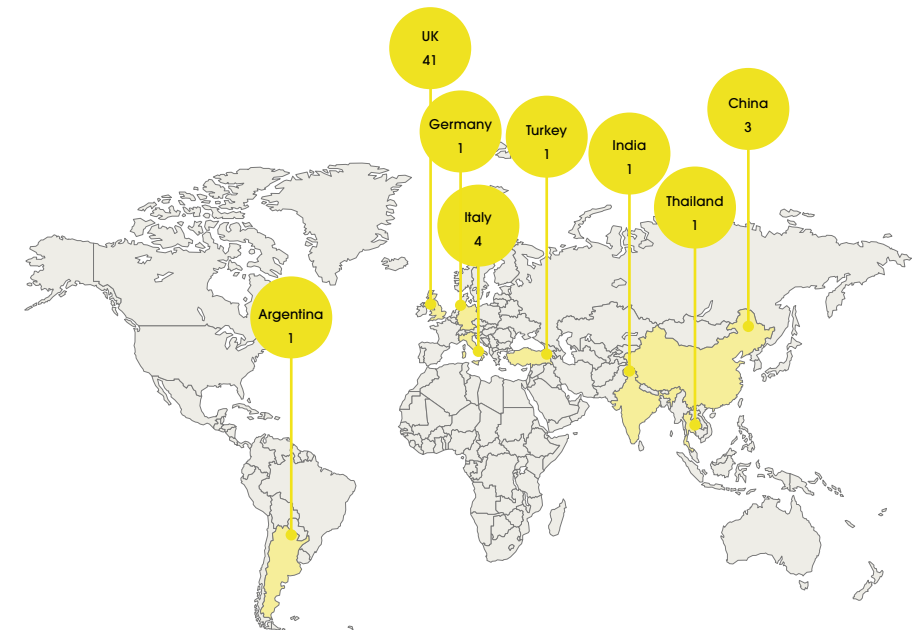 UK
41
Germany
1
Turkey
1
India
1
China
3
Thailand
1
Italy
4
Argentina
1